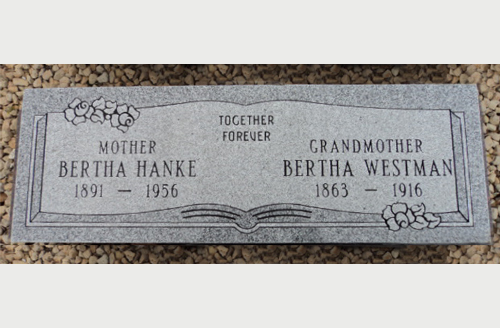 TOGETHER
FOREVER
MOTHER
BERTHA HANKE
1891 — 1956
GRANDMOTHER
BERTHA WESTMAN
1863 — 1916